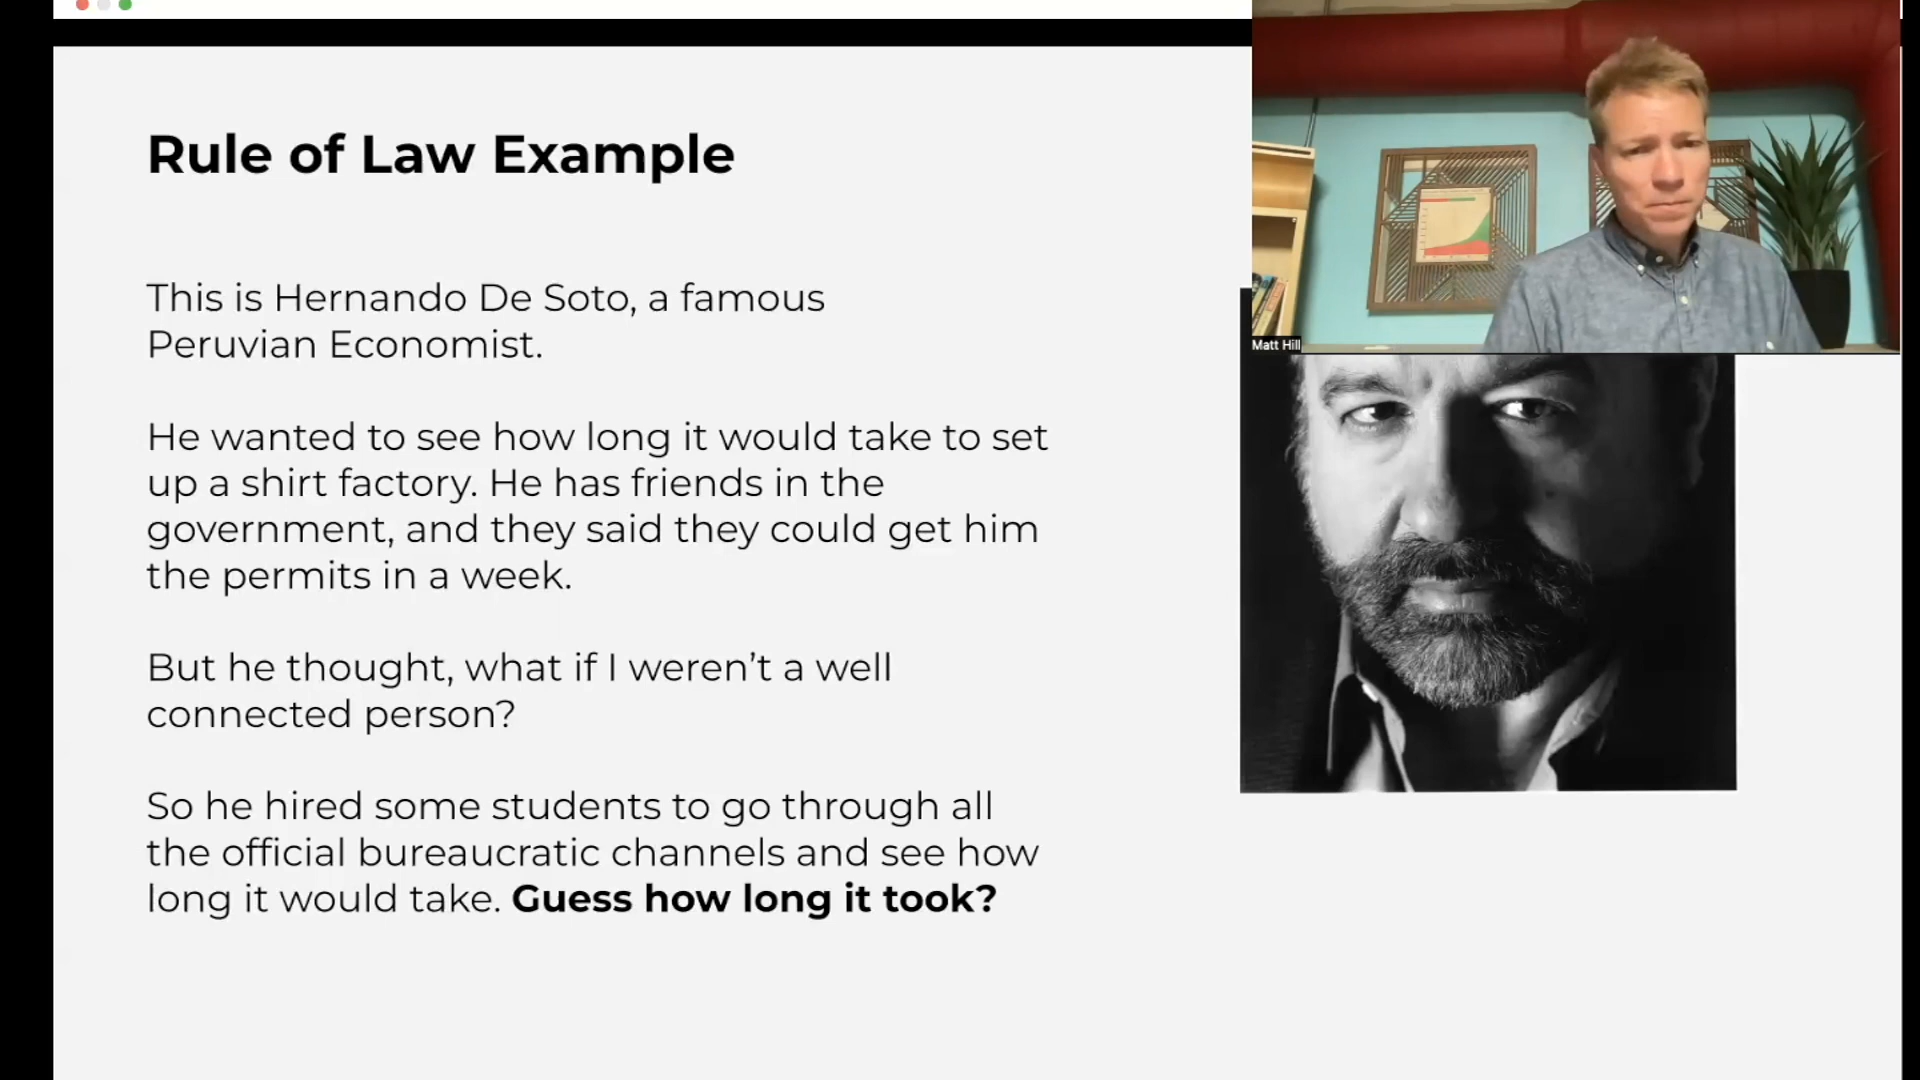 Rule of Law Example
This is Hernando De Soto, a famous
Peruvian Economist.
He wanted to see how long it would take to set
up a shirt factory. He has friends in the
government, and they said they could get him
the permits in a week.
But he thought, what if I weren’t a well
connected person?
So he hired some students to go through all
the official bureaucratic channels and see how
long it would take. Guess how long it took?
Matt Hill